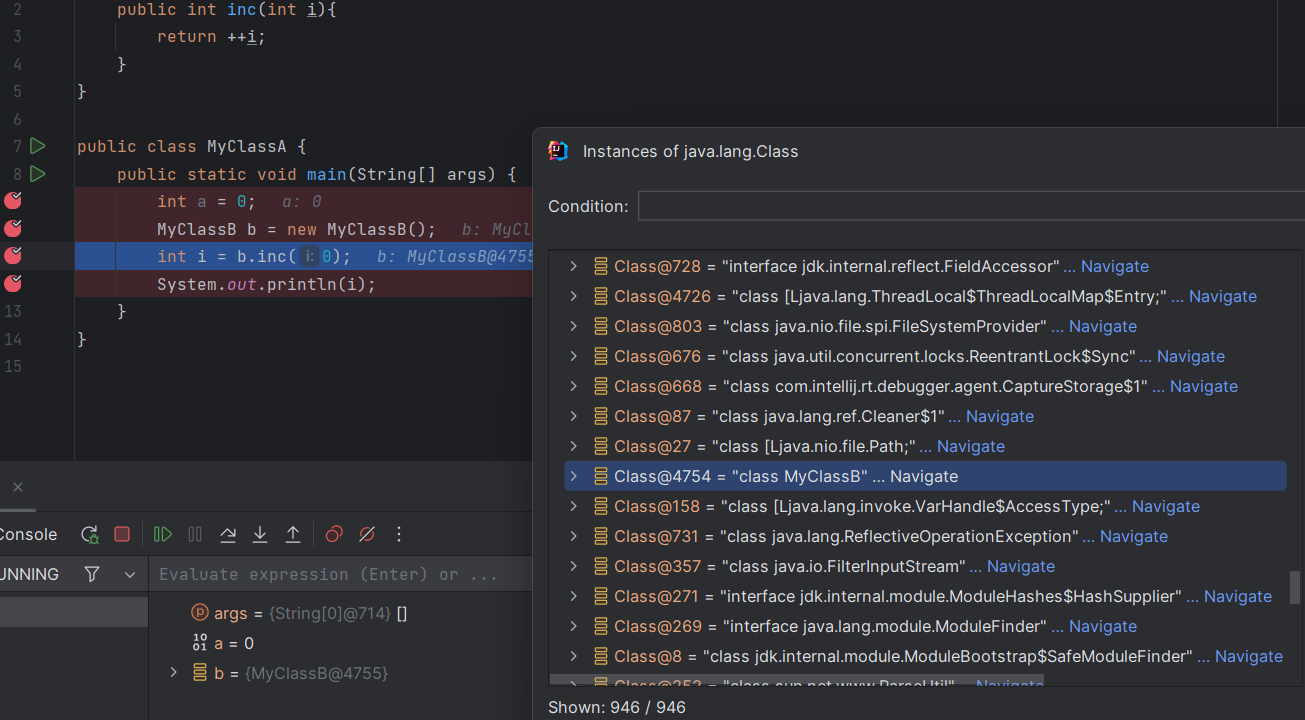 2 public int inc(int i){
3 return ++i;
4 }
5 }
6
7 public class MyClassA {
8 public static void main(String[] args) {
int a = 0; a: 0
MyClassB b = new MyClassB(); b: MyCl
int i = b.inc( i: 0); b: MyClassB@4755
System.out.println(i);
13 }
14 }
15
Console
UNNING
Evaluate expression (Enter) or ...
args = {String[0]@714} []
a = 0
b = {MyClassB@4755}
Instances of java.lang.Class
Condition:
Class@728 = "interface jdk.internal.reflect.FieldAccessor" ... Navigate
Class@4726 = "class [Ljava.lang.ThreadLocal$ThreadLocalMap$Entry;" ... Navigate
Class@803 = "class java.nio.file.spi.FileSystemProvider" ... Navigate
Class@676 = "class java.util.concurrent.locks.ReentrantLock$Sync" ... Navigate
Class@668 = "class com.intellij.rt.debugger.agent.CaptureStorage$1" ... Navigate
Class@87 = "class java.lang.ref.Cleaner$1" ... Navigate
Class@27 = "class [Ljava.nio.file.Path;" ... Navigate
Class@4754 = "class MyClassB" ... Navigate
Class@158 = "class [Ljava.lang.invoke.VarHandle$AccessType;" ... Navigate
Class@731 = "class java.lang.ReflectiveOperationException" ... Navigate
Class@357 = "class java.io.FilterInputStream" ... Navigate
Class@271 = "interface jdk.internal.module.ModuleHashes$HashSupplier" ... Navigate
Class@269 = "interface java.lang.module.ModuleFinder" ... Navigate
Class@8 = "class jdk.internal.module.ModuleBootstrap$SafeModuleFinder" ... Navigate
Class@252 = "class sun.net.www.ParseUtil" ... Navigate
Shown: 946 / 946